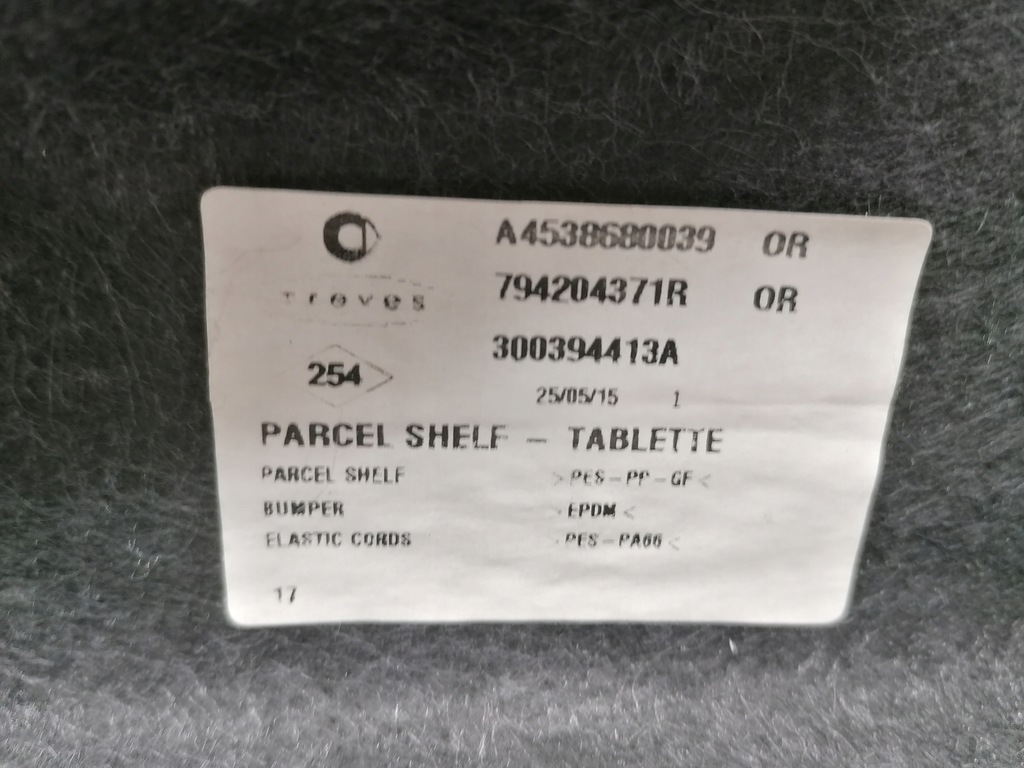 A4538680039 OR
Treves
794204371R OR
300394413A
254
25/05/15 1
PARCEL SHELF - TABLETTE
PARCEL SHELF >PES-PP-GF<
BUMPER >EPDM<
ELASTIC CORDS >PES-PA66<
17